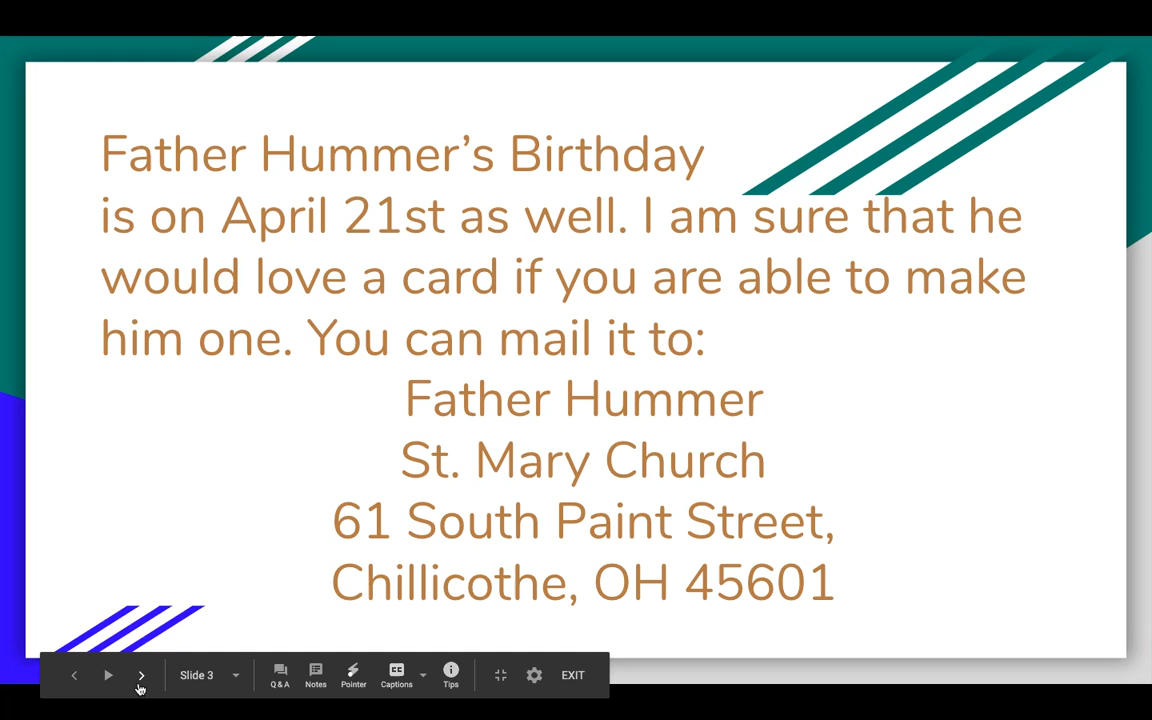 Father Hummer’s Birthday
is on April 21st as well. I am sure that he
would love a card if you are able to make
him one. You can mail it to:
Father Hummer
St. Mary Church
61 South Paint Street,
Chillicothe, OH 45601
Slide 3
Q & A
Notes
Pointer
CC
Captions
Tips
EXIT